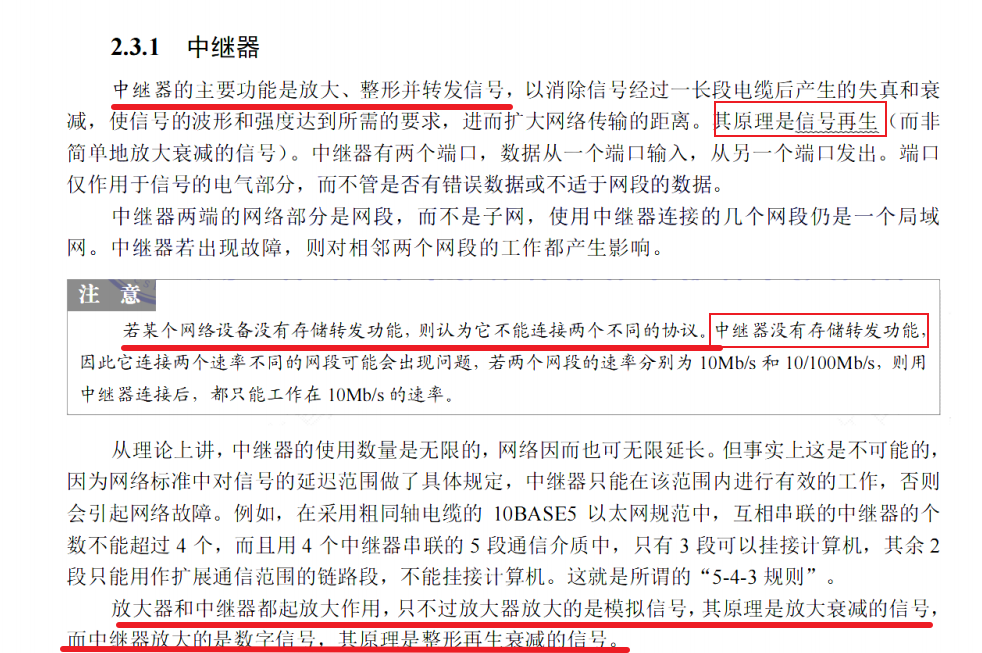 2.3.1 中继器
中继器的主要功能是放大、整形并转发信号，以消除信号经过一长段电缆后产生的失真和衰
减，使信号的波形和强度达到所需的要求，进而扩大网络传输的距离。其原理是信号再生（而非
简单地放大衰减的信号）。中继器有两个端口，数据从一个端口输入，从另一个端口发出。端口
仅作用于信号的电气部分，而不管是否有错误数据或不适于网段的数据。
中继器两端的网络部分是网段，而不是子网，使用中继器连接的几个网段仍是一个局域
网。中继器若出现故障，则对相邻两个网段的工作都产生影响。
注 意
若某个网络设备没有存储转发功能，则认为它不能连接两个不同的协议。中继器没有存储转发功能，
因此它连接两个速率不同的网段可能会出现问题，若两个网段的速率分别为 10Mb/s 和 10/100Mb/s，则用
中继器连接后，都只能工作在 10Mb/s 的速率。
从理论上讲，中继器的使用数量是无限的，网络因而也可无限延长。但事实上这是不可能的，
因为网络标准中对信号的延迟范围做了具体规定，中继器只能在该范围内进行有效的工作，否则
会引起网络故障。例如，在采用粗同轴电缆的 10BASE5 以太网规范中，互相串联的中继器的个
数不能超过 4 个，而且用 4 个中继器串联的 5 段通信介质中，只有 3 段可以挂接计算机，其余 2
段只能用作扩展通信范围的链路段，不能挂接计算机。这就是所谓的“5-4-3 规则”。
放大器和中继器都起放大作用，只不过放大器放大的是模拟信号，其原理是放大衰减的信号，
而中继器放大的是数字信号，其原理是整形再生衰减的信号。